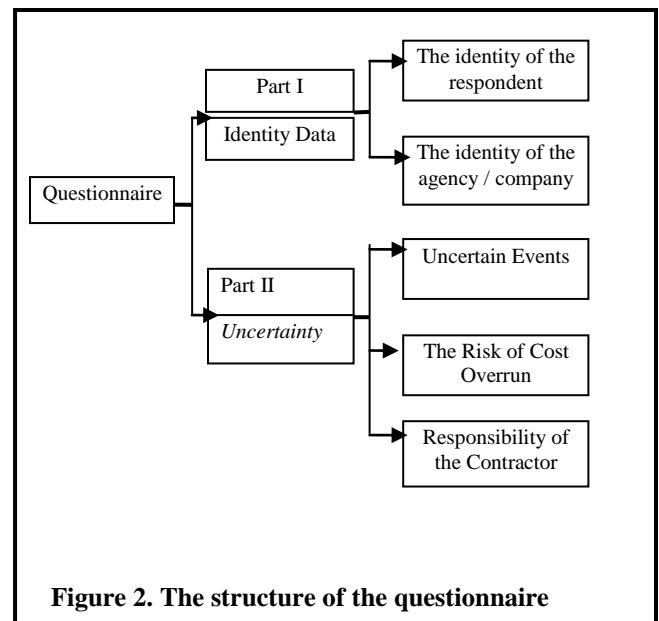 Questionnaire
Part I
Identity Data
The identity of the
respondent
The identity of the
agency / company
Part II
Uncertainty
Uncertain Events
The Risk of Cost
Overrun
Responsibility of
the Contractor
Figure 2. The structure of the questionnaire